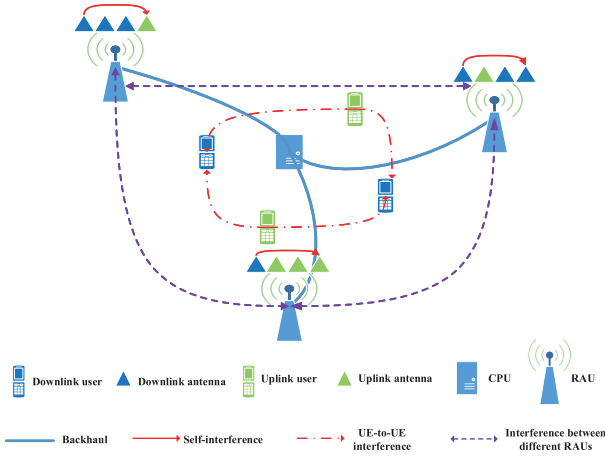 Downlink user
Downlink antenna
Uplink user
Uplink antenna
CPU
RAU
Backhaul
Self-interference
UE-to-UE
interference
Interference between
different RAUs